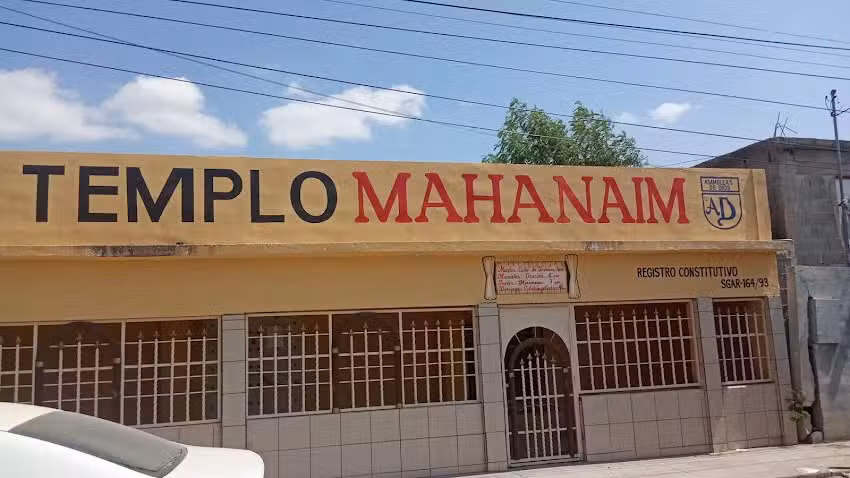 TEMPLO MAHANAIM
ASAMBLEAS
DE DIOS
AD
REGISTRO CONSTITUTIVO
SGAR-164/93